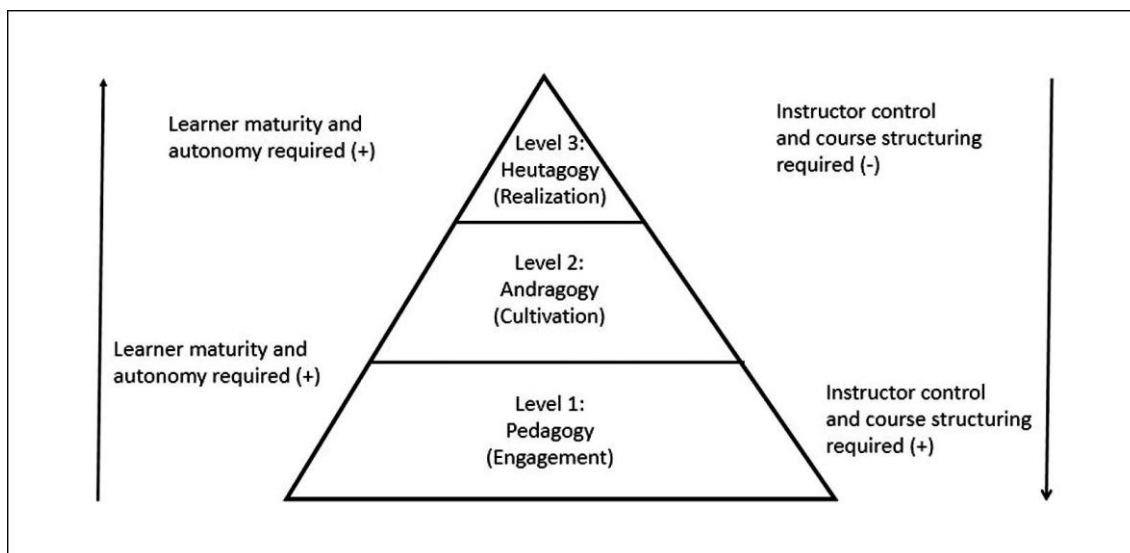 Learner maturity and
autonomy required (+)
Instructor control
and course structuring
required (-)
Level 3:
Heutagogy
(Realization)
Level 2:
Andragogy
(Cultivation)
Learner maturity and
autonomy required (+)
Level 1:
Pedagogy
(Engagement)
Instructor control
and course structuring
required (+)